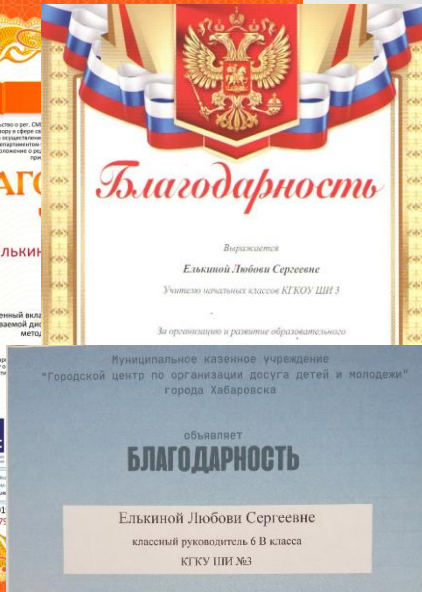 Благодарность
Выражается
Елькиной Любови Сергеевне
Учителю начальных классов КГКОУ ШИ 3
За организацию и развитие образовательного
Муниципальное казенное учреждение
"Городской центр по организации досуга детей и молодежи"
города Хабаровска
объявляет
БЛАГОДАРНОСТЬ
Елькиной Любови Сергеевне
классный руководитель 6 В класса
КГКУ ШИ №3